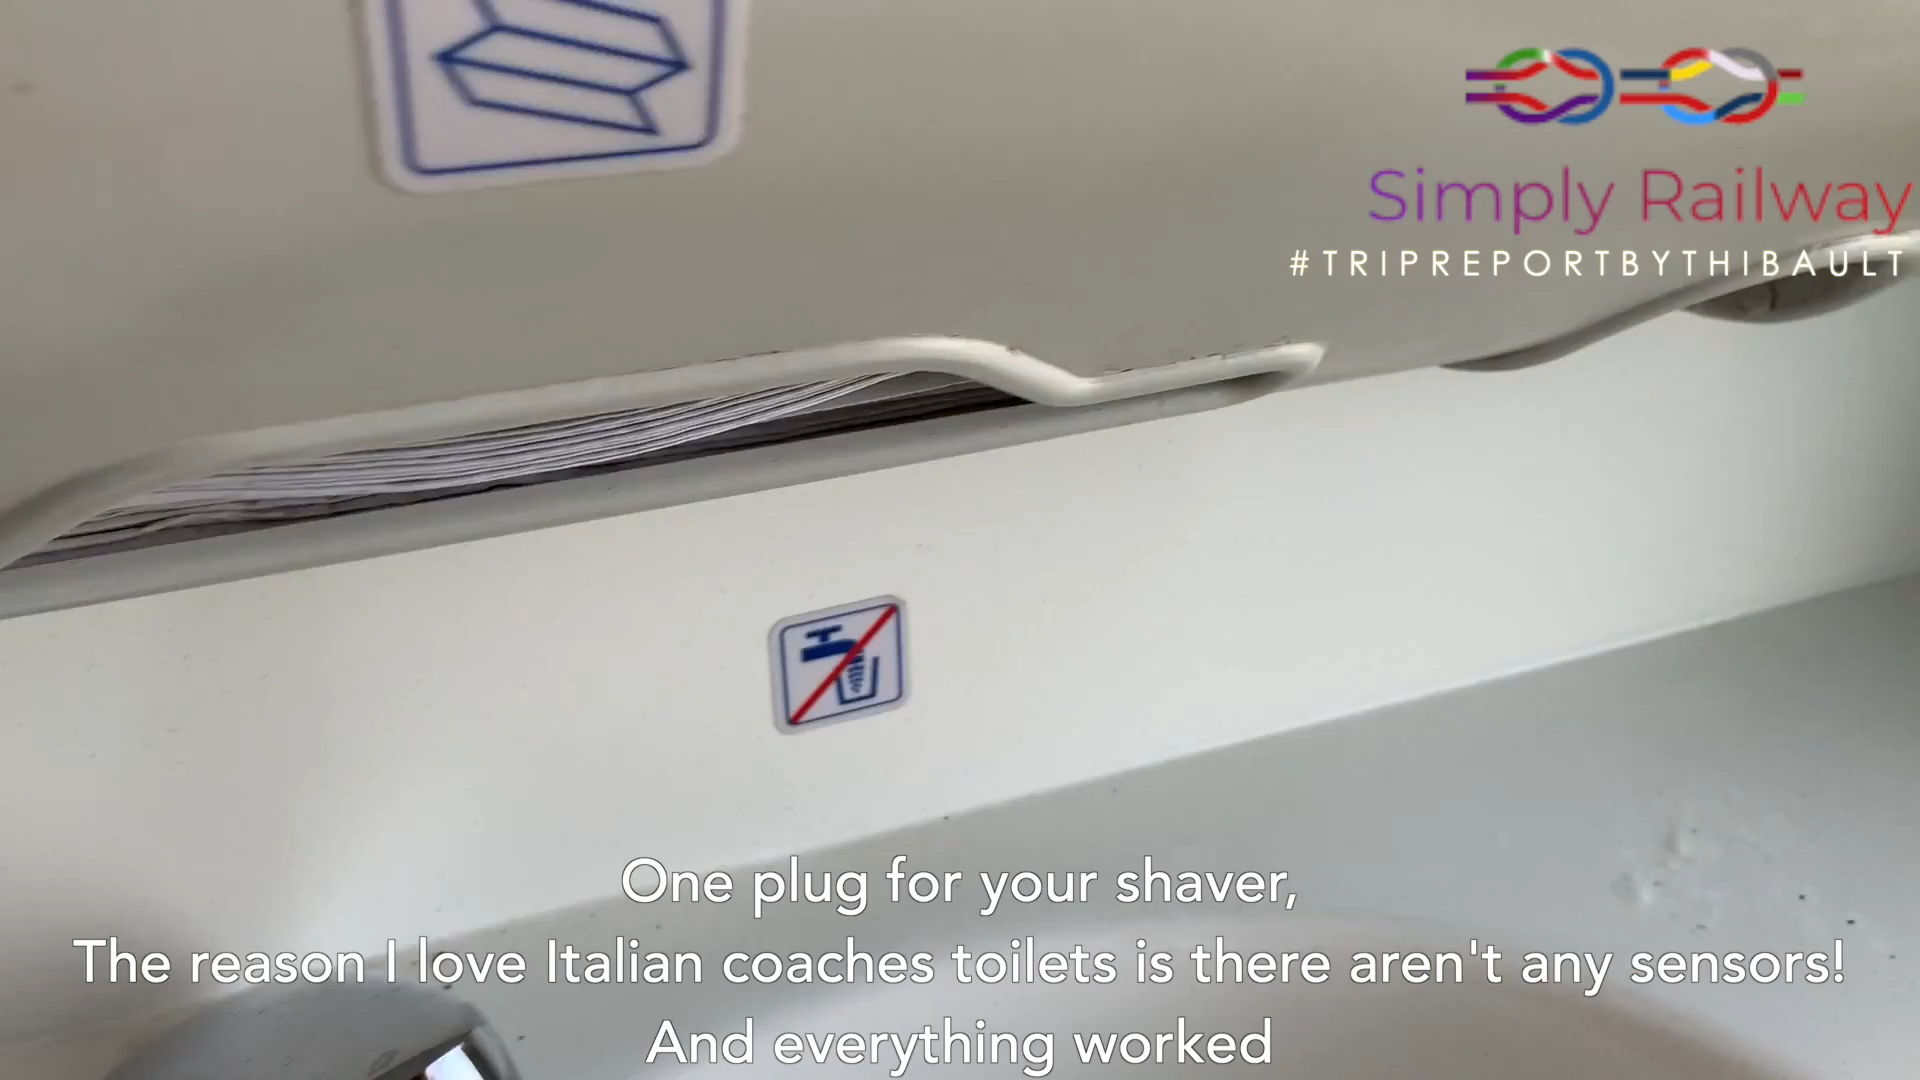 Simply Railway
#TRIPREPORTBYTHIBAULT
One plug for your shaver,
The reason I love Italian coaches toilets is there aren't any sensors!
And everything worked